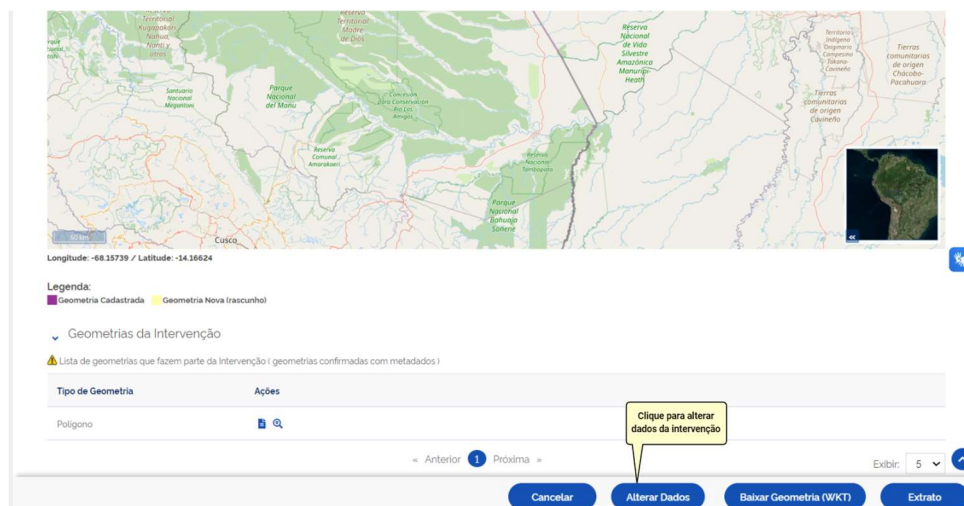 Territorial
Kugapakori
Nahua
Nanti y
otros
Reserva
Territorial
Madre
de Dios
Reserva
Nacional
de Vida
Silvestre
Amazónica
Manuripi-
Heath
Territorio
Indígena
Originario
Campesino
Takana-
Cavineño
Tierras
comunitarias
de origen
Chácobo-
Pacahuara
Santuario
Nacional
Megantoni
Parque
Nacional
del Manu
Concesión
para Conservación
Río Los
Amigos
Tierras
comunitarias
de origen
Cavineño
Reserva
Comunal
Amarakaeri
Reserva
Nacional
Tambopata
Parque
Nacional
Bahuaja
Sonene
60 km
Cusco
«
Longitude: -68.15739 / Latitude: -14.16624
Legenda:
Geometria Cadastrada Geometria Nova (rascunho)
Geometrias da Intervenção
Lista de geometrias que fazem parte da Intervenção ( geometrias confirmadas com metadados )
Tipo de Geometria Ações
Polígono
Clique para alterar
dados da intervenção
« Anterior 1 Próxima »
Exibir: 5
Cancelar Alterar Dados Baixar Geometria (WKT) Extrato